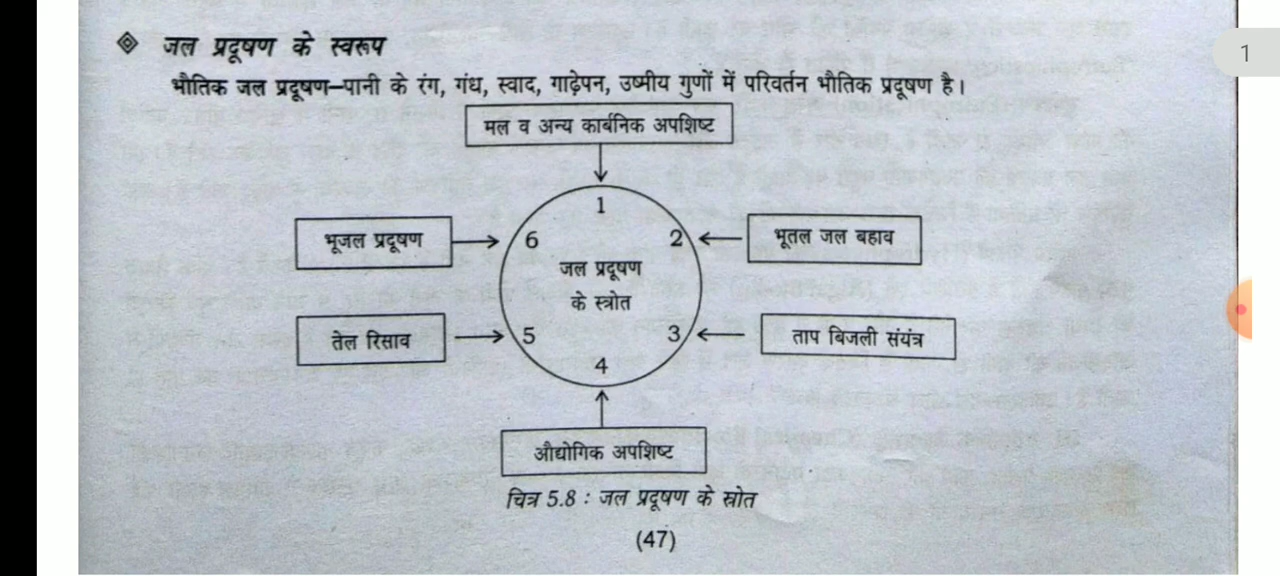 जल प्रदूषण के स्वरूप
भौतिक जल प्रदूषण–पानी के रंग, गंध, स्वाद, गाढ़ेपन, उष्मीय गुणों में परिवर्तन भौतिक प्रदूषण है।
मल व अन्य कार्बनिक अपशिष्ट
1
भूजल प्रदूषण
6
2
भूतल जल बहाव
जल प्रदूषण
के स्त्रोत
तेल रिसाव
5
3
ताप बिजली संयंत्र
4
औद्योगिक अपशिष्ट
चित्र 5.8 : जल प्रदूषण के स्रोत
(47)
1